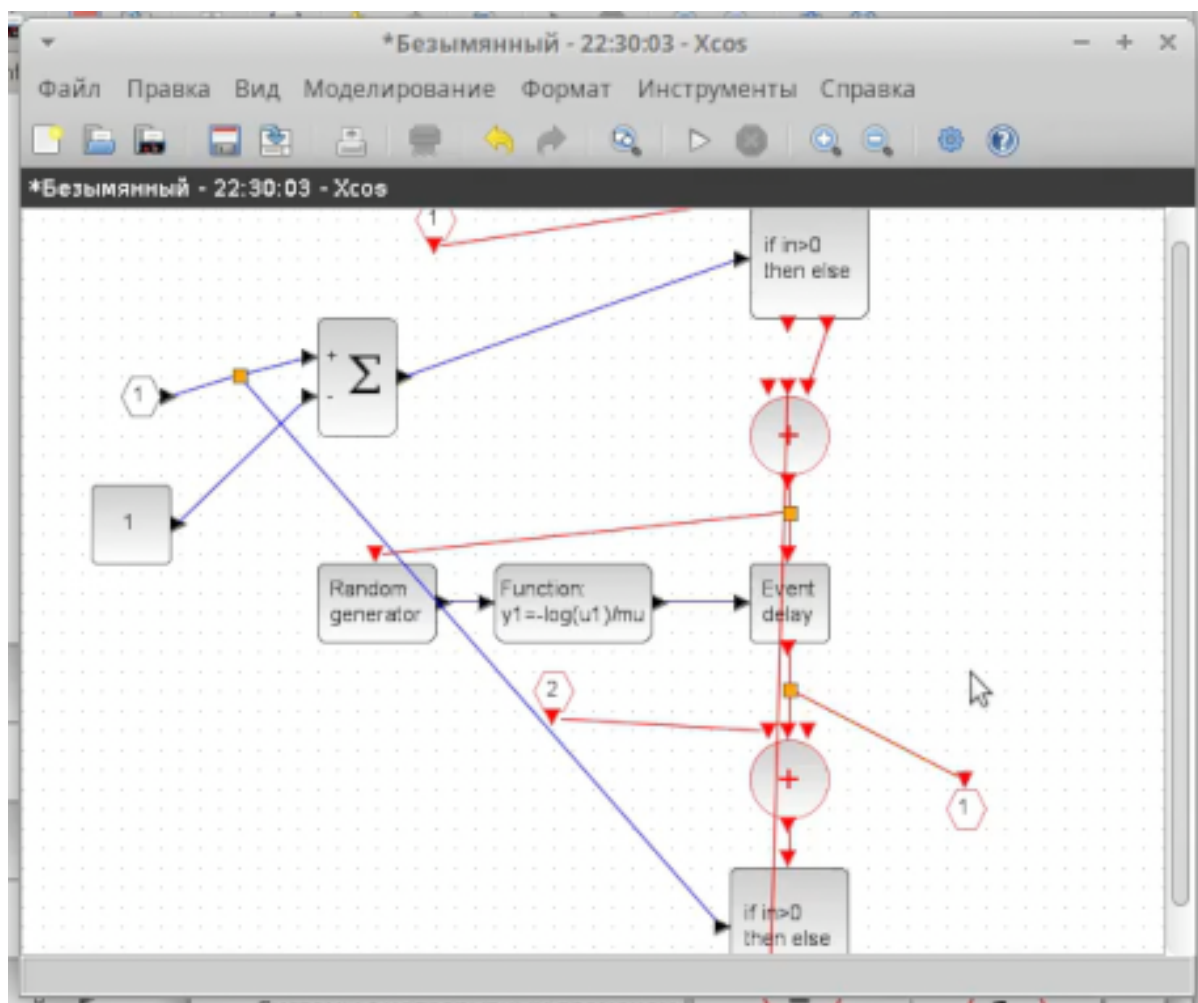 *Безымянный - 22:30:03 - Xcos
Файл Правка Вид Моделирование Формат Инструменты Справка
*Безымянный - 22:30:03 - Xcos
1
if in>0
then else
+
Σ
-
1
+
1
Random
generator
Function:
y1=-log(u1)/mu
Event
delay
2
+
1
if in>0
then else